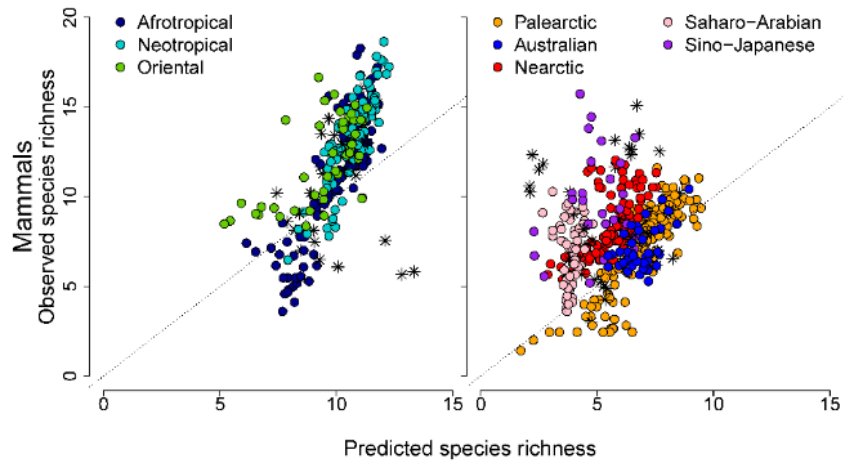 Afrotropical
Neotropical
Oriental
Palearctic
Australian
Nearctic
Saharo−Arabian
Sino−Japanese
Mammals
Observed species richness
20
15
10
5
0
0 5 10 15
0 5 10 15
Predicted species richness